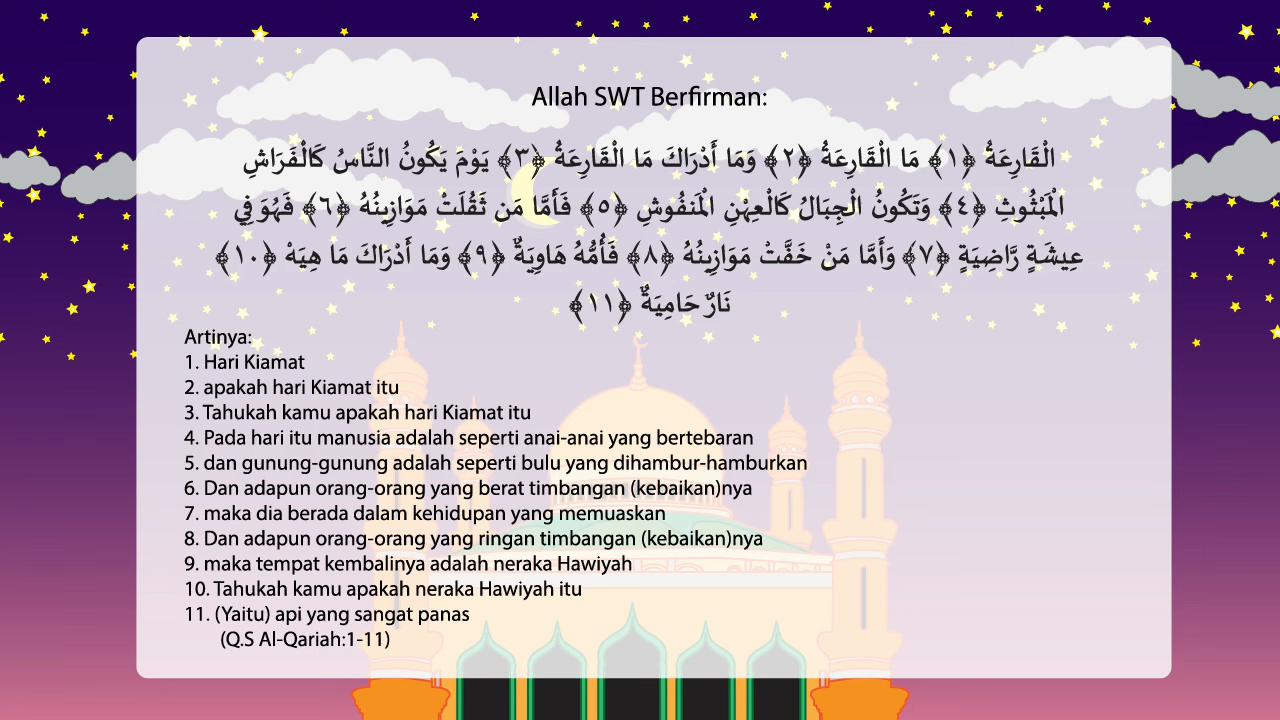 Allah SWT Berfirman:
الْقَارِعَةُ ﴿١﴾ مَا الْقَارِعَةُ ﴿٢﴾ وَمَا أَدْرَاكَ مَا الْقَارِعَةُ ﴿٣﴾ يَوْمَ يَكُونُ النَّاسُ كَالْفَرَاشِ
الْمَبْثُوثِ ﴿٤﴾ وَتَكُونُ الْجِبَالُ كَالْعِهْنِ الْمَنفُوشِ ﴿٥﴾ فَأَمَّا مَن ثَقُلَتْ مَوَازِينُهُ ﴿٦﴾ فَهُوَ فِي
عِيشَةٍ رَّاضِيَةٍ ﴿٧﴾ وَأَمَّا مَنْ خَفَّتْ مَوَازِينُهُ ﴿٨﴾ فَأُمُّهُ هَاوِيَةٌ ﴿٩﴾ وَمَا أَدْرَاكَ مَا هِيَهْ ﴿١٠﴾
نَارٌ حَامِيَةٌ ﴿١١﴾
Artinya:
1. Hari Kiamat
2. apakah hari Kiamat itu
3. Tahukah kamu apakah hari Kiamat itu
4. Pada hari itu manusia adalah seperti anai-anai yang bertebaran
5. dan gunung-gunung adalah seperti bulu yang dihambur-hamburkan
6. Dan adapun orang-orang yang berat timbangan (kebaikan)nya
7. maka dia berada dalam kehidupan yang memuaskan
8. Dan adapun orang-orang yang ringan timbangan (kebaikan)nya
9. maka tempat kembalinya adalah neraka Hawiyah
10. Tahukah kamu apakah neraka Hawiyah itu
11. (Yaitu) api yang sangat panas
(Q.S Al-Qariah:1-11)